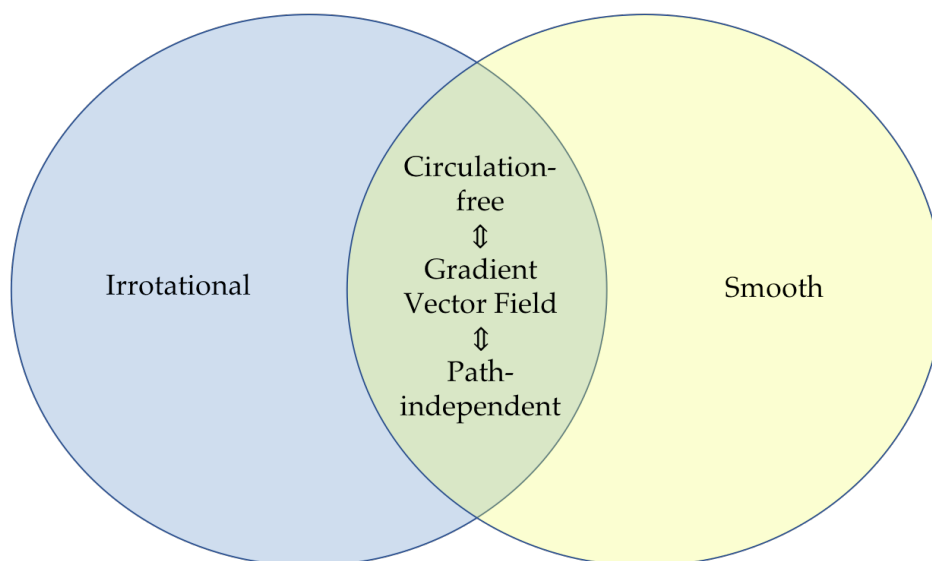 Irrotational
Circulation-
free
⇕
Gradient
Vector Field
⇕
Path-
independent
Smooth